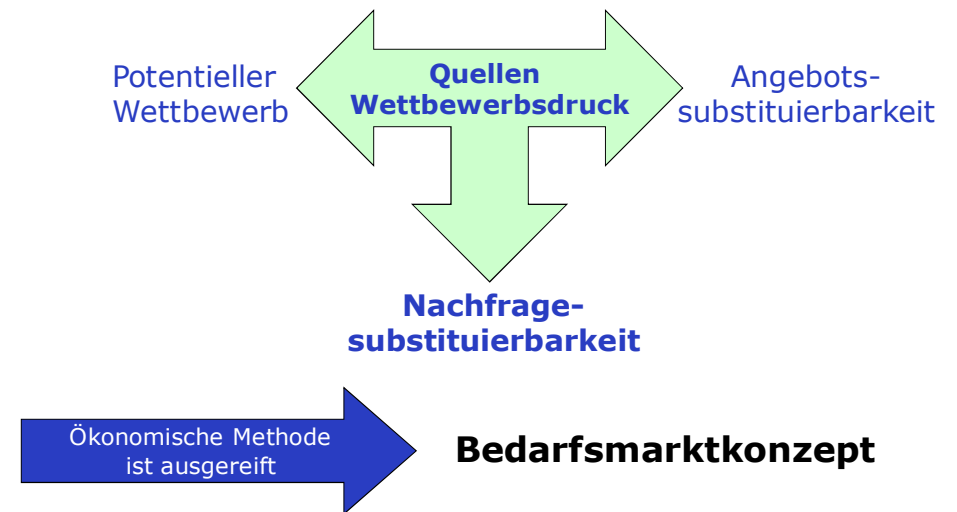 Potentieller
Wettbewerb
Quellen
Wettbewerbsdruck
Angebots-
substituierbarkeit
Nachfrage-
substituierbarkeit
Ökonomische Methode
ist ausgereift
Bedarfsmarktkonzept